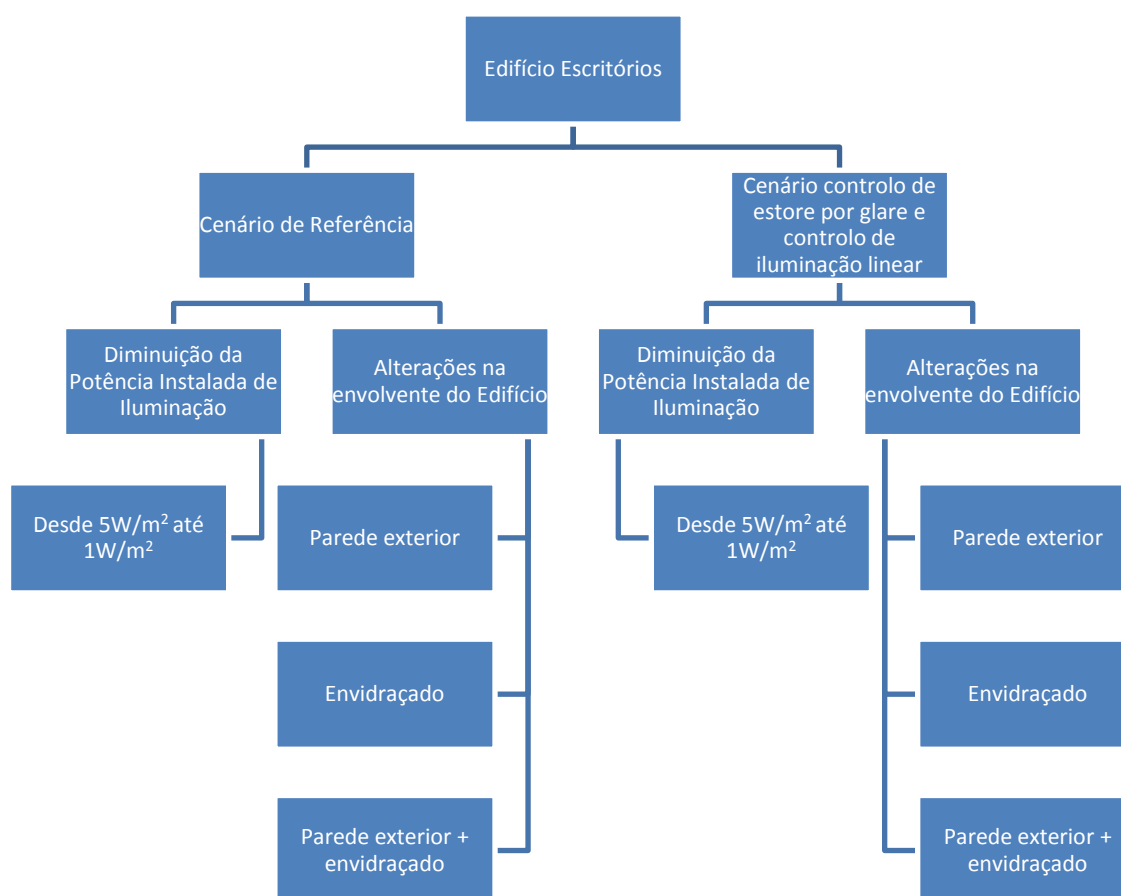 Edifício Escritórios
Cenário de Referência
Cenário controlo de
estore por glare e
controlo de
iluminação linear
Diminuição da
Potência Instalada de
Iluminação
Alterações na
envolvente do Edifício
Diminuição da
Potência Instalada de
Iluminação
Alterações na
envolvente do Edifício
Desde 5W/m² até
1W/m²
Parede exterior
Desde 5W/m² até
1W/m²
Parede exterior
Envidraçado
Envidraçado
Parede exterior +
envidraçado
Parede exterior +
envidraçado